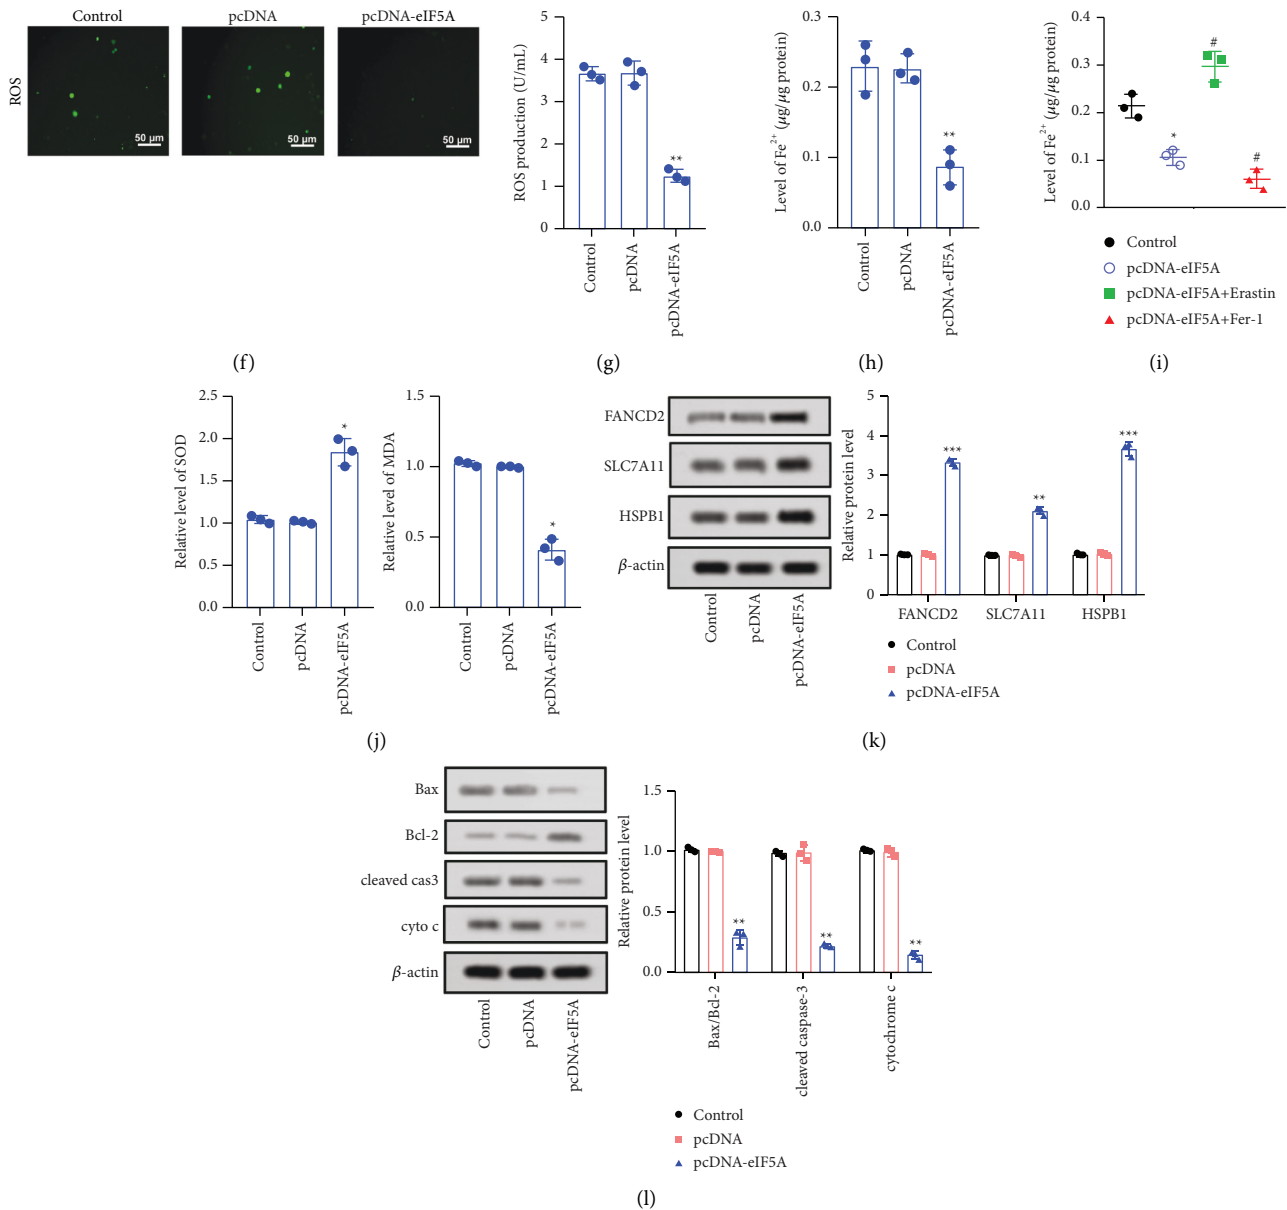 Control pcDNA pcDNA-eIF5A
ROS
50 μm 50 μm 50 μm
(f)
ROS production (U/mL)
6
5
4
3
2
1
0
**
Control
pcDNA
pcDNA-eIF5A
(g)
Level of Fe2+ (μg/μg protein)
0.3
0.2
0.1
0.0
**
Control
pcDNA
pcDNA-eIF5A
(h)
Level of Fe2+ (μg/μg protein)
0.4
0.3
0.2
0.1
0.0
*
#
#
Control
pcDNA-eIF5A
pcDNA-eIF5A+Erastin
pcDNA-eIF5A+Fer-1
(i)
Relative level of SOD
2.5
2.0
1.5
1.0
0.5
0.0
*
Control
pcDNA
pcDNA-eIF5A
Relative level of MDA
1.5
1.0
0.5
0.0
*
Control
pcDNA
pcDNA-eIF5A
(j)
FANCD2
SLC7A11
HSPB1
β-actin
Control
pcDNA
pcDNA-eIF5A
Relative protein level
5
4
3
2
1
0
***
**
***
FANCD2 SLC7A11 HSPB1
Control
pcDNA
pcDNA-eIF5A
(k)
Bax
Bcl-2
cleaved cas3
cyto c
β-actin
Control
pcDNA
pcDNA-eIF5A
Relative protein level
1.5
1.0
0.5
0.0
**
**
**
Bax/Bcl-2
cleaved caspase-3
cytochrome c
Control
pcDNA
pcDNA-eIF5A
(l)